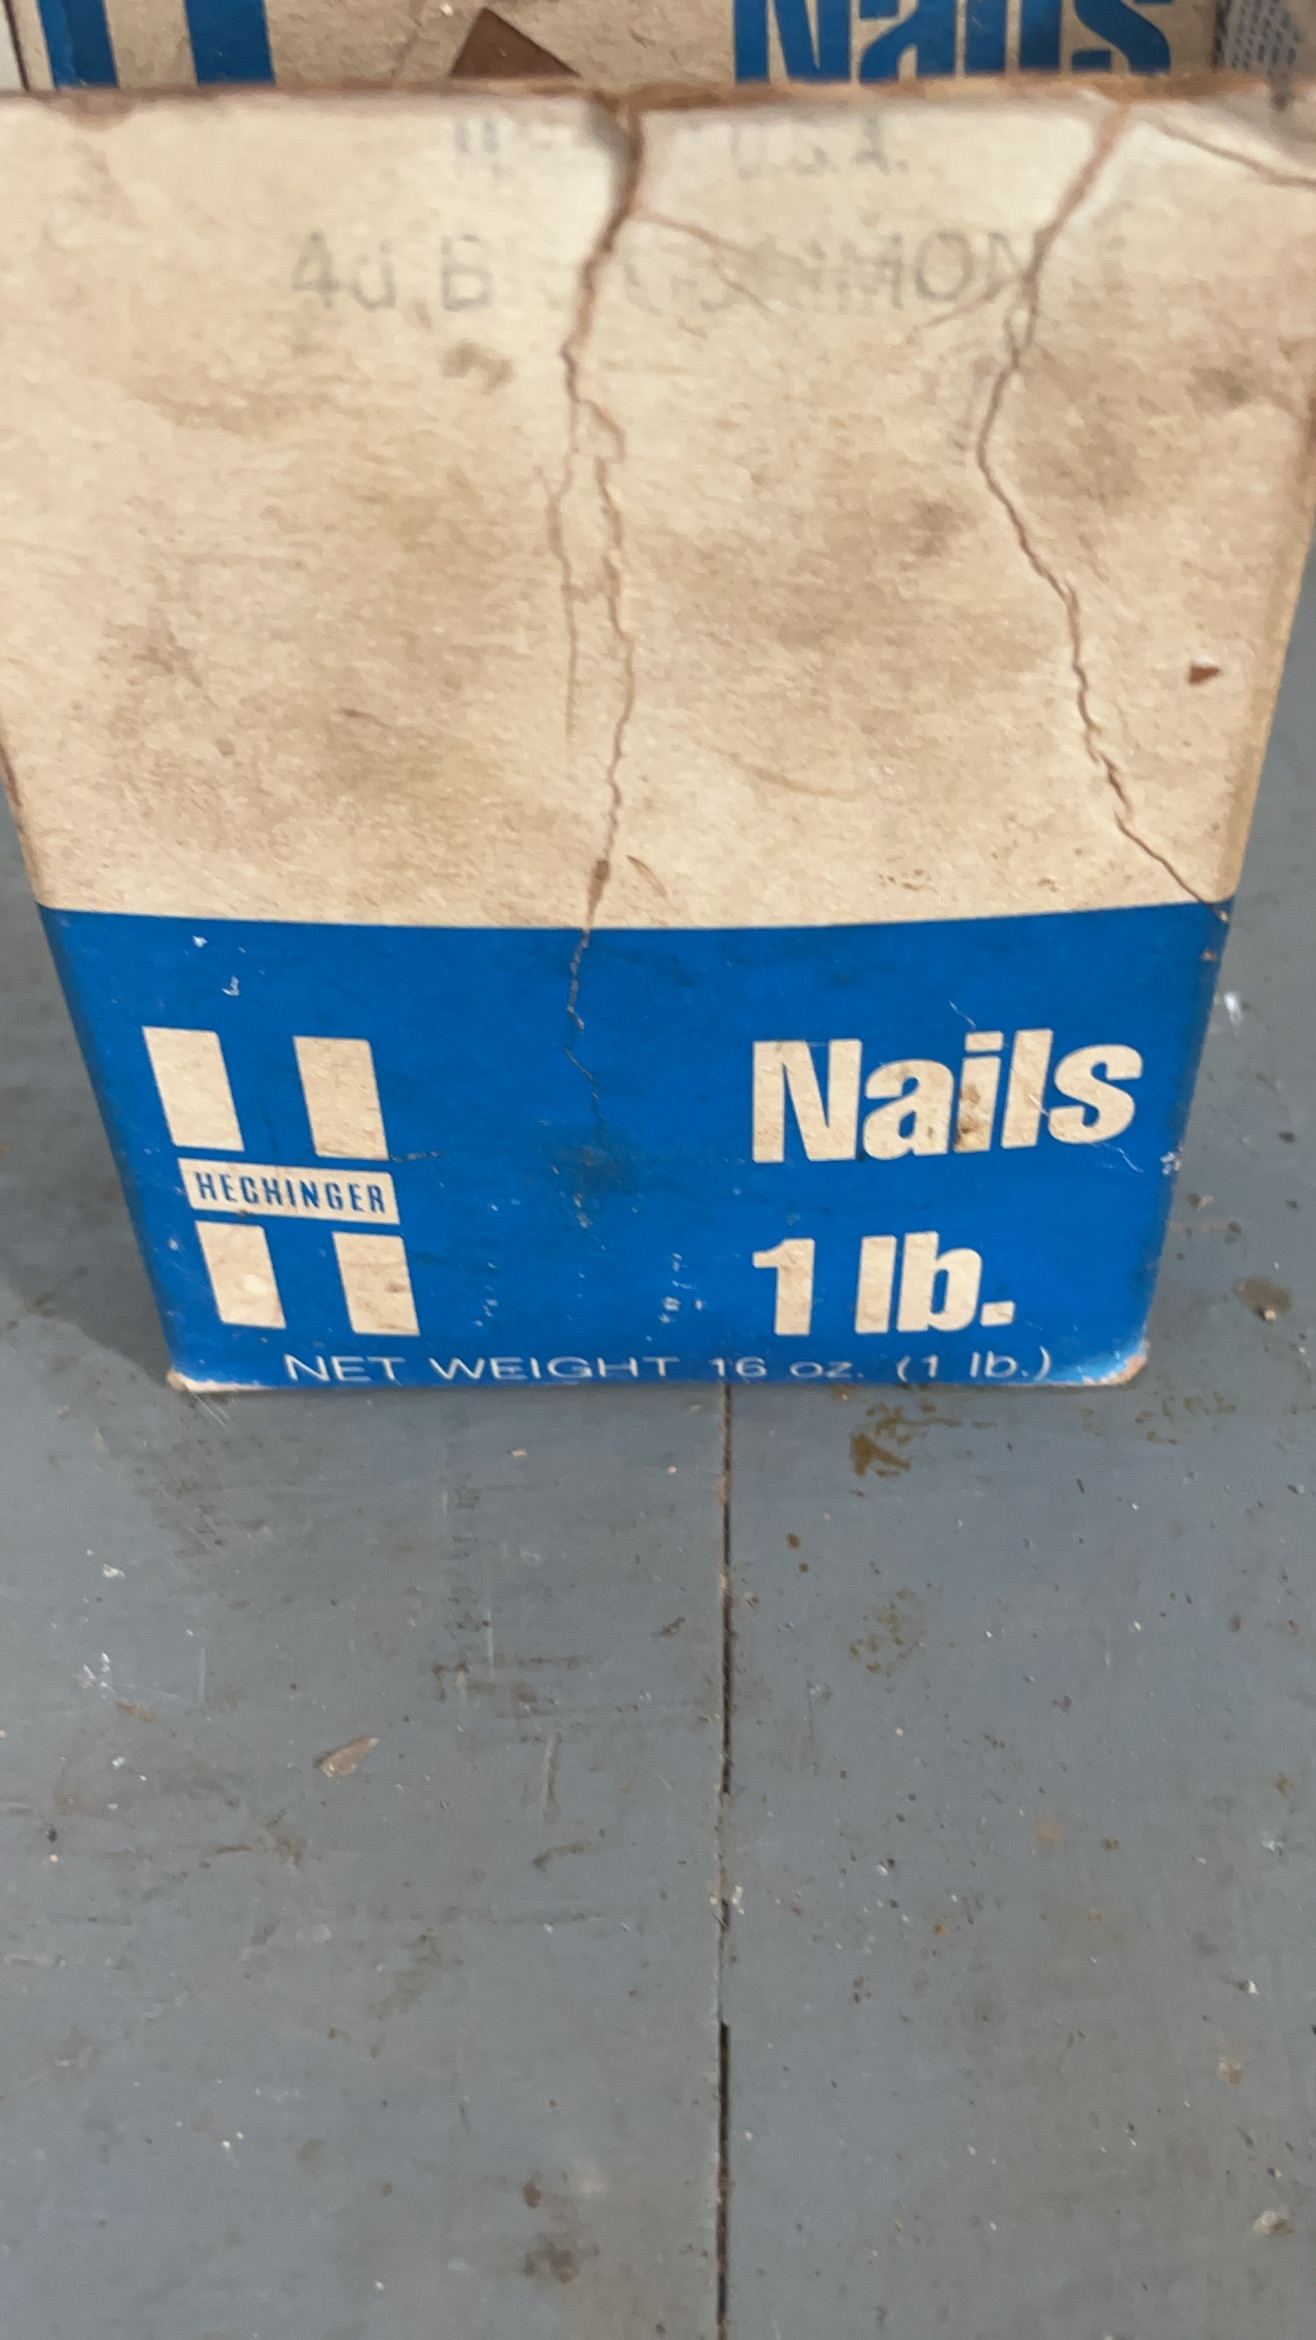 Nails
U.S.A.
4d B
HECHINGER
Nails
1 lb.
NET WEIGHT 16 oz. (1 lb.)